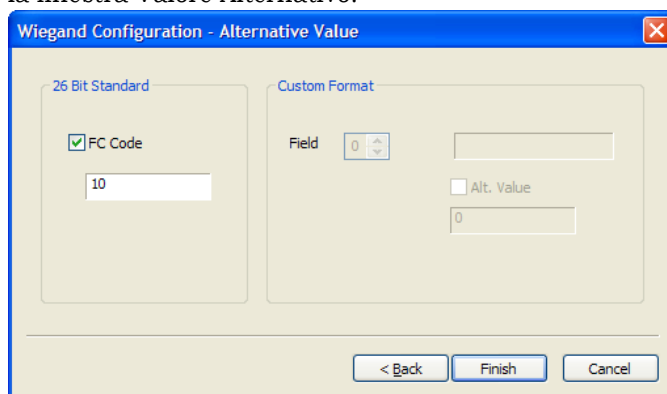 la finestra Valore Alternativo.
Wiegand Configuration - Alternative Value
26 Bit Standard
Custom Format
FC Code
Field
0
10
Alt. Value
0
< Back
Finish
Cancel